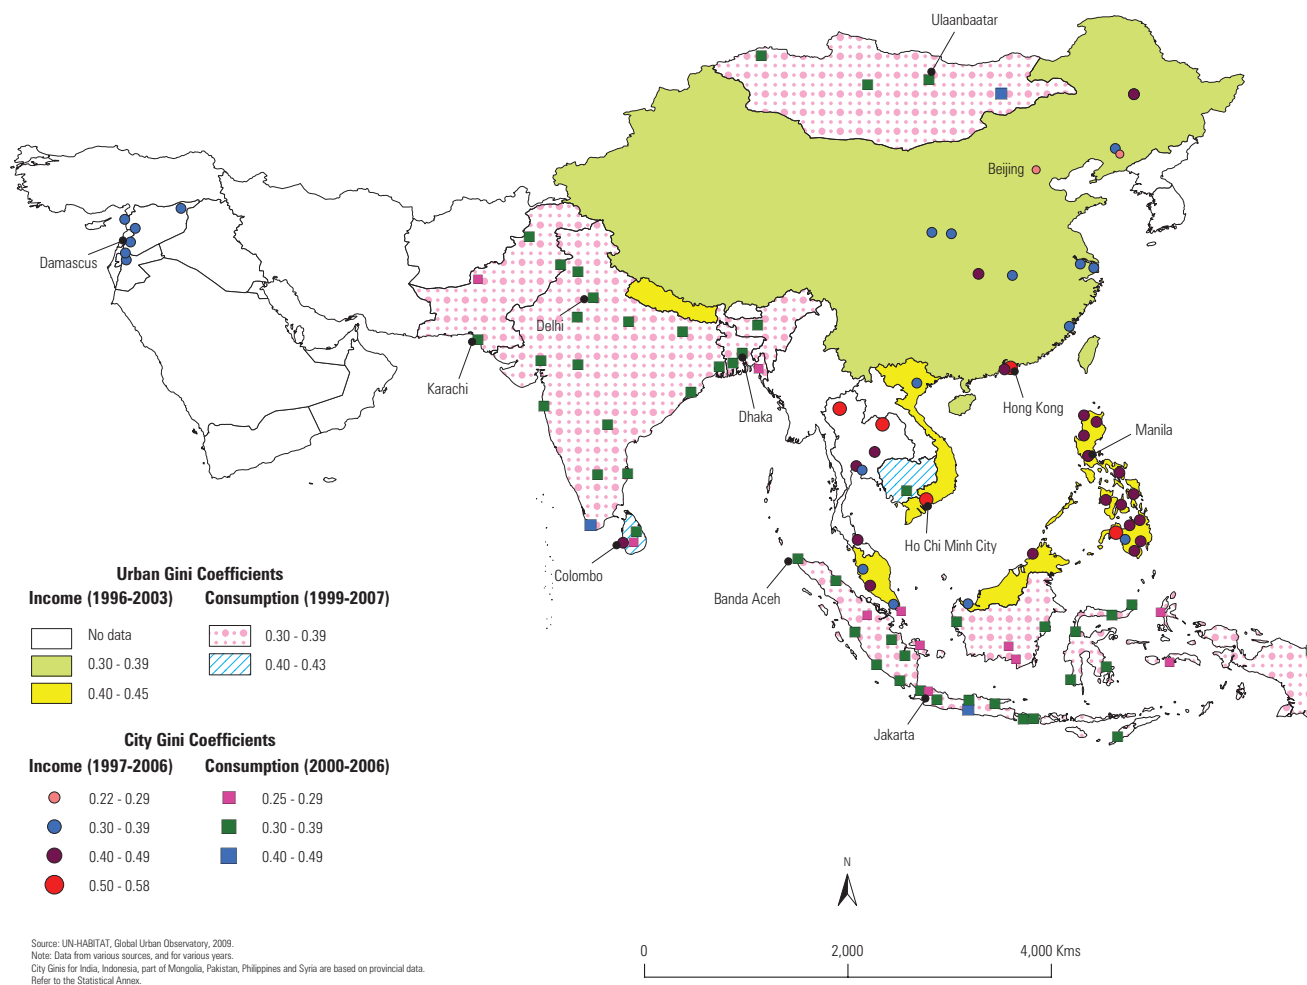 Ulaanbaatar
Beijing
Damascus
Delhi
Karachi
Dhaka
Hong Kong
Manila
Ho Chi Minh City
Colombo
Banda Aceh
Jakarta
Urban Gini Coefficients
Income (1996-2003) Consumption (1999-2007)
No data 0.30 - 0.39
0.30 - 0.39 0.40 - 0.43
0.40 - 0.45
City Gini Coefficients
Income (1997-2006) Consumption (2000-2006)
0.22 - 0.29 0.25 - 0.29
0.30 - 0.39 0.30 - 0.39
0.40 - 0.49 0.40 - 0.49
0.50 - 0.58
N
0 2,000 4,000 Kms
Source: UN-HABITAT, Global Urban Observatory, 2009.
Note: Data from various sources, and for various years.
City Ginis for India, Indonesia, part of Mongolia, Pakistan, Philippines and Syria are based on provincial data.
Refer to the Statistical Annex.